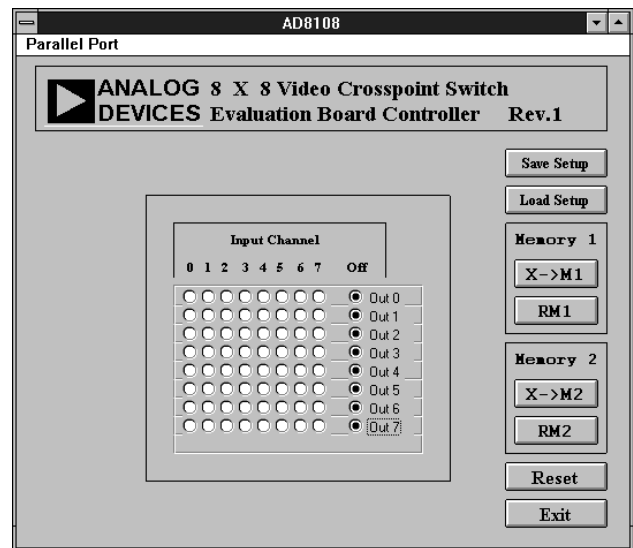 AD8108
Parallel Port
ANALOG DEVICES
8 X 8 Video Crosspoint Switch
Evaluation Board Controller Rev.1
Save Setup
Load Setup
Input Channel
0 1 2 3 4 5 6 7 Off
Out 0
Out 1
Out 2
Out 3
Out 4
Out 5
Out 6
Out 7
Memory 1
X->M1
RM1
Memory 2
X->M2
RM2
Reset
Exit